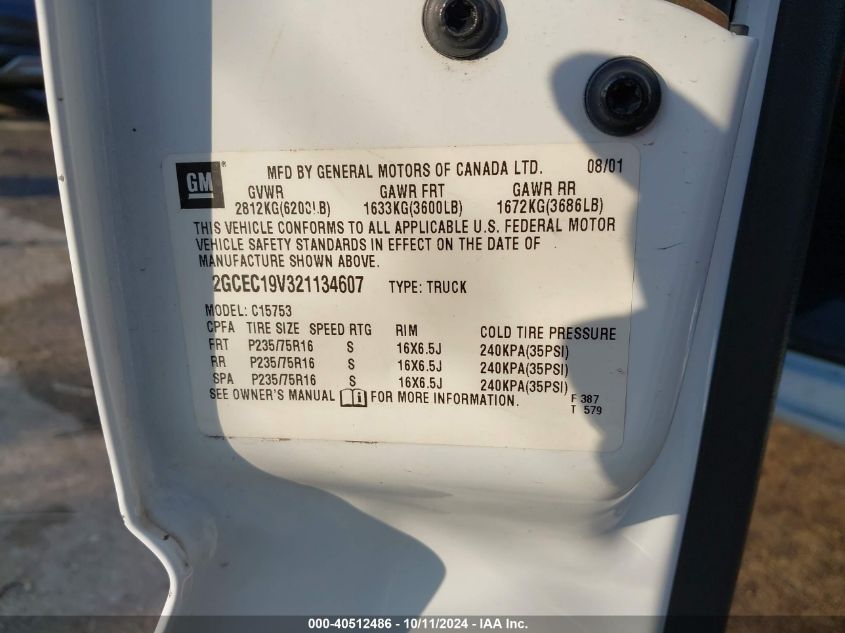 GM ® MFD BY GENERAL MOTORS OF CANADA LTD. 08/01
GVWR GAWR FRT GAWR RR
2812KG(6200LB) 1633KG(3600LB) 1672KG(3686LB)
THIS VEHICLE CONFORMS TO ALL APPLICABLE U.S. FEDERAL MOTOR
VEHICLE SAFETY STANDARDS IN EFFECT ON THE DATE OF
MANUFACTURE SHOWN ABOVE.
2GCEC19V321134607 TYPE: TRUCK
MODEL: C15753
CPFA TIRE SIZE SPEED RTG RIM COLD TIRE PRESSURE
FRT P235/75R16 S 16X6.5J 240KPA(35PSI)
RR P235/75R16 S 16X6.5J 240KPA(35PSI)
SPA P235/75R16 S 16X6.5J 240KPA(35PSI)
SEE OWNER'S MANUAL FOR MORE INFORMATION. F 387
T 579
000-40512486 - 10/11/2024 - IAA Inc.